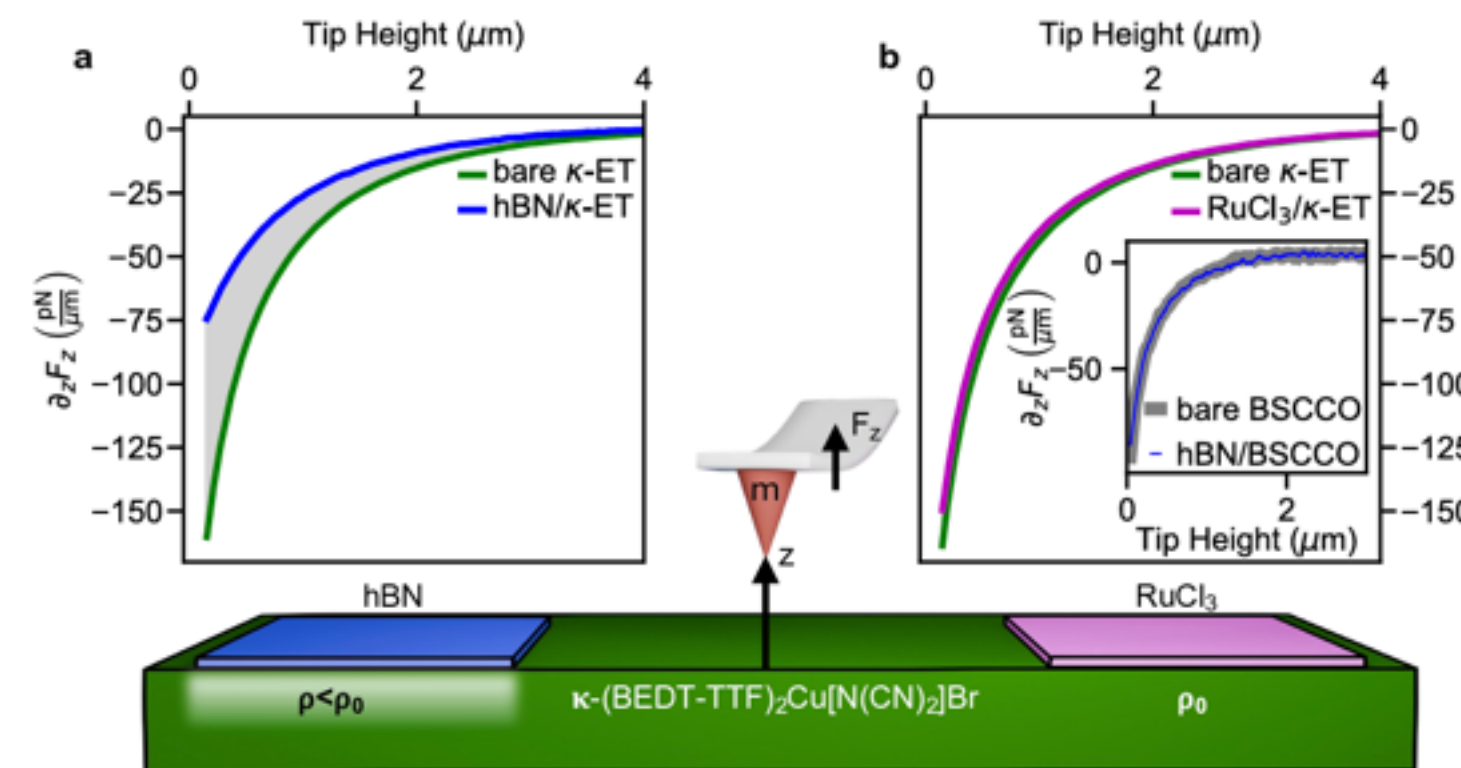 a
Tip Height (μm)
0 2 4
0
−25
−50
−75
−100
−125
−150
∂zFz (pN/μm)
bare κ-ET
hBN/κ-ET
b
Tip Height (μm)
0 2 4
0
−25
−50
−75
−100
−125
−150
bare κ-ET
RuCl₃/κ-ET
∂zFz (pN/μm)
0
−50
bare BSCCO
hBN/BSCCO
0 2
Tip Height (μm)
Fz
m
z
hBN
RuCl₃
ρ<ρ₀
κ-(BEDT-TTF)₂Cu[N(CN)₂]Br
ρ₀